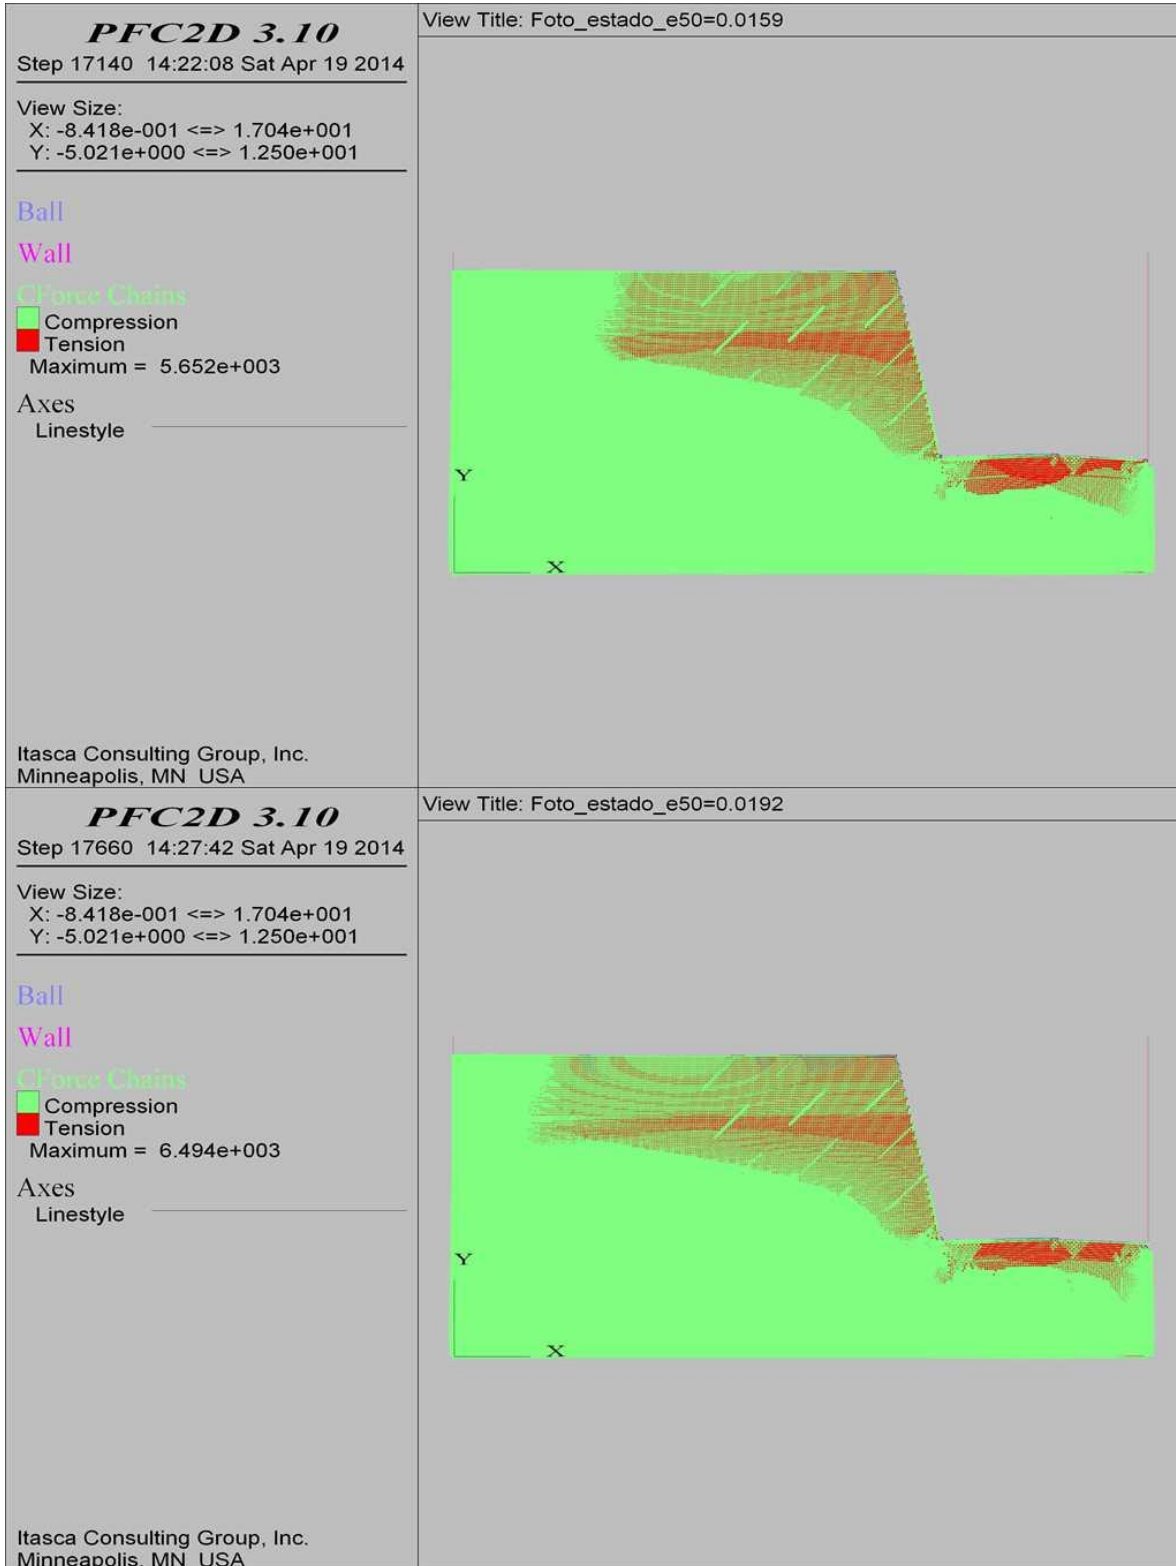 PFC2D 3.10
Step 17140 14:22:08 Sat Apr 19 2014
View Size:
X: -8.418e-001 <=> 1.704e+001
Y: -5.021e+000 <=> 1.250e+001
Ball
Wall
CForce Chains
Compression
Tension
Maximum = 5.652e+003
Axes
Linestyle
Itasca Consulting Group, Inc.
Minneapolis, MN USA
View Title: Foto_estado_e50=0.0159
Y
X
PFC2D 3.10
Step 17660 14:27:42 Sat Apr 19 2014
View Size:
X: -8.418e-001 <=> 1.704e+001
Y: -5.021e+000 <=> 1.250e+001
Ball
Wall
CForce Chains
Compression
Tension
Maximum = 6.494e+003
Axes
Linestyle
Itasca Consulting Group, Inc.
Minneapolis, MN USA
View Title: Foto_estado_e50=0.0192
Y
X